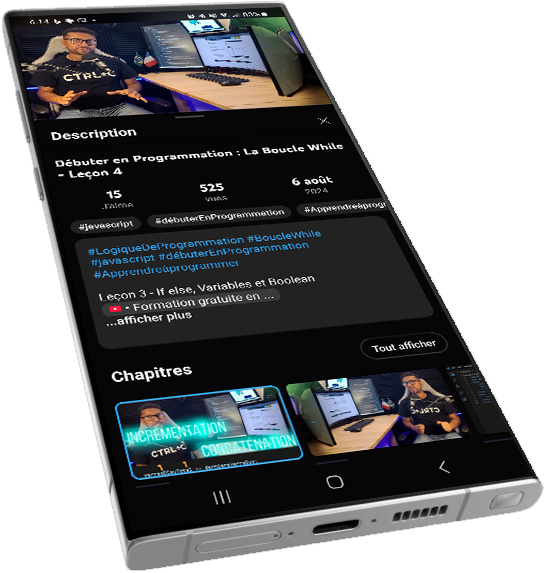 6:14
CTRL+C
Description
Débuter en Programmation : La Boucle While
- Leçon 4
15 525 6 août
J'aime vues 2024
#javascript #débuterEnProgrammation #Apprendreàprogr
#LogiqueDeProgrammation #BoucleWhile
#javascript #débuterEnProgrammation
#Apprendreàprogrammer
Leçon 3 - If else, Variables et Boolean
• Formation gratuite en ...
...afficher plus
Tout afficher
Chapitres
INCRÉMENTATION
CONCATÉNATION
CTRL+C